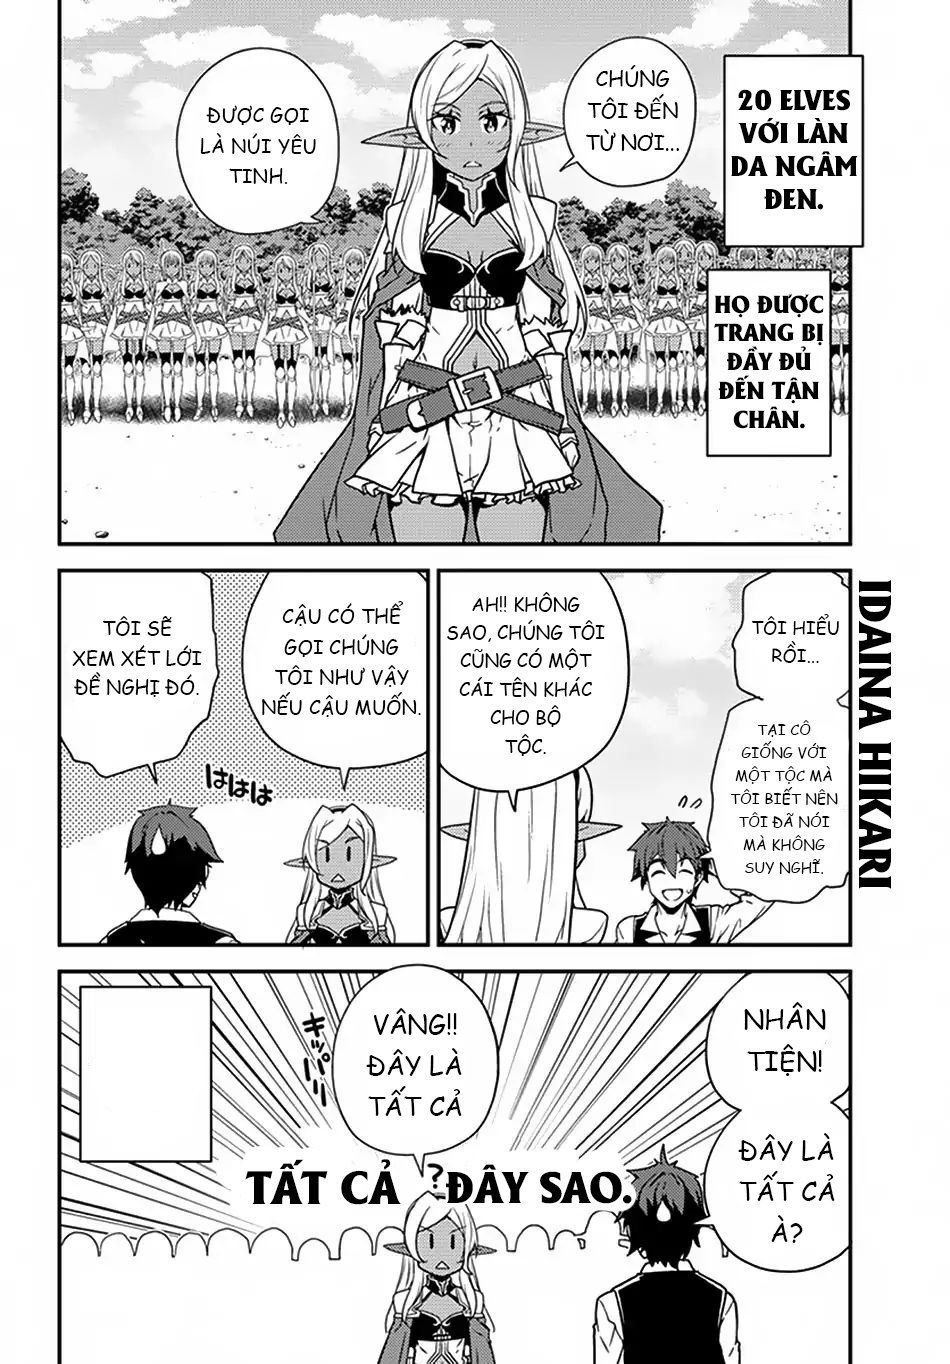 20 ELVES
VỚI LÀN
DA NGÂM
ĐEN.
CHÚNG
TÔI ĐẾN
TỪ NƠI...
ĐƯỢC GỌI
LÀ NÚI YÊU
TINH.
HỌ ĐƯỢC
TRANG BỊ
ĐẦY ĐỦ
ĐẾN TẬN
CHÂN.
IDAINA HIKARI
TÔI HIỂU
RỒI...
TẠI CÔ
GIỐNG VỚI
MỘT TỘC MÀ
TÔI BIẾT NÊN
TÔI ĐÃ NÓI
MÀ KHÔNG
SUY NGHĨ.
AH!! KHÔNG
SAO, CHÚNG TÔI
CŨNG CÓ MỘT
CÁI TÊN KHÁC
CHO BỘ
TỘC.
CẬU CÓ THỂ
GỌI CHÚNG
TÔI NHƯ VẬY
NẾU CẬU MUỐN.
TÔI SẼ
XEM XÉT LỚI
ĐỀ NGHỊ ĐÓ.
ははは
NHÂN
TIỆN!
ĐÂY LÀ
TẤT CẢ
À?
VÂNG!!
ĐÂY LÀ
TẤT CẢ
キッパリ
TẤT CẢ ? ĐÂY SAO.